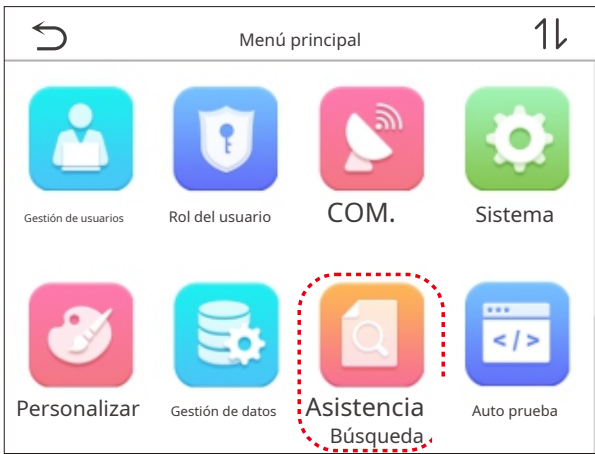 Menú principal
Gestión de usuarios
Rol del usuario
COM.
Sistema
Personalizar
Gestión de datos
Asistencia
Búsqueda
Auto prueba